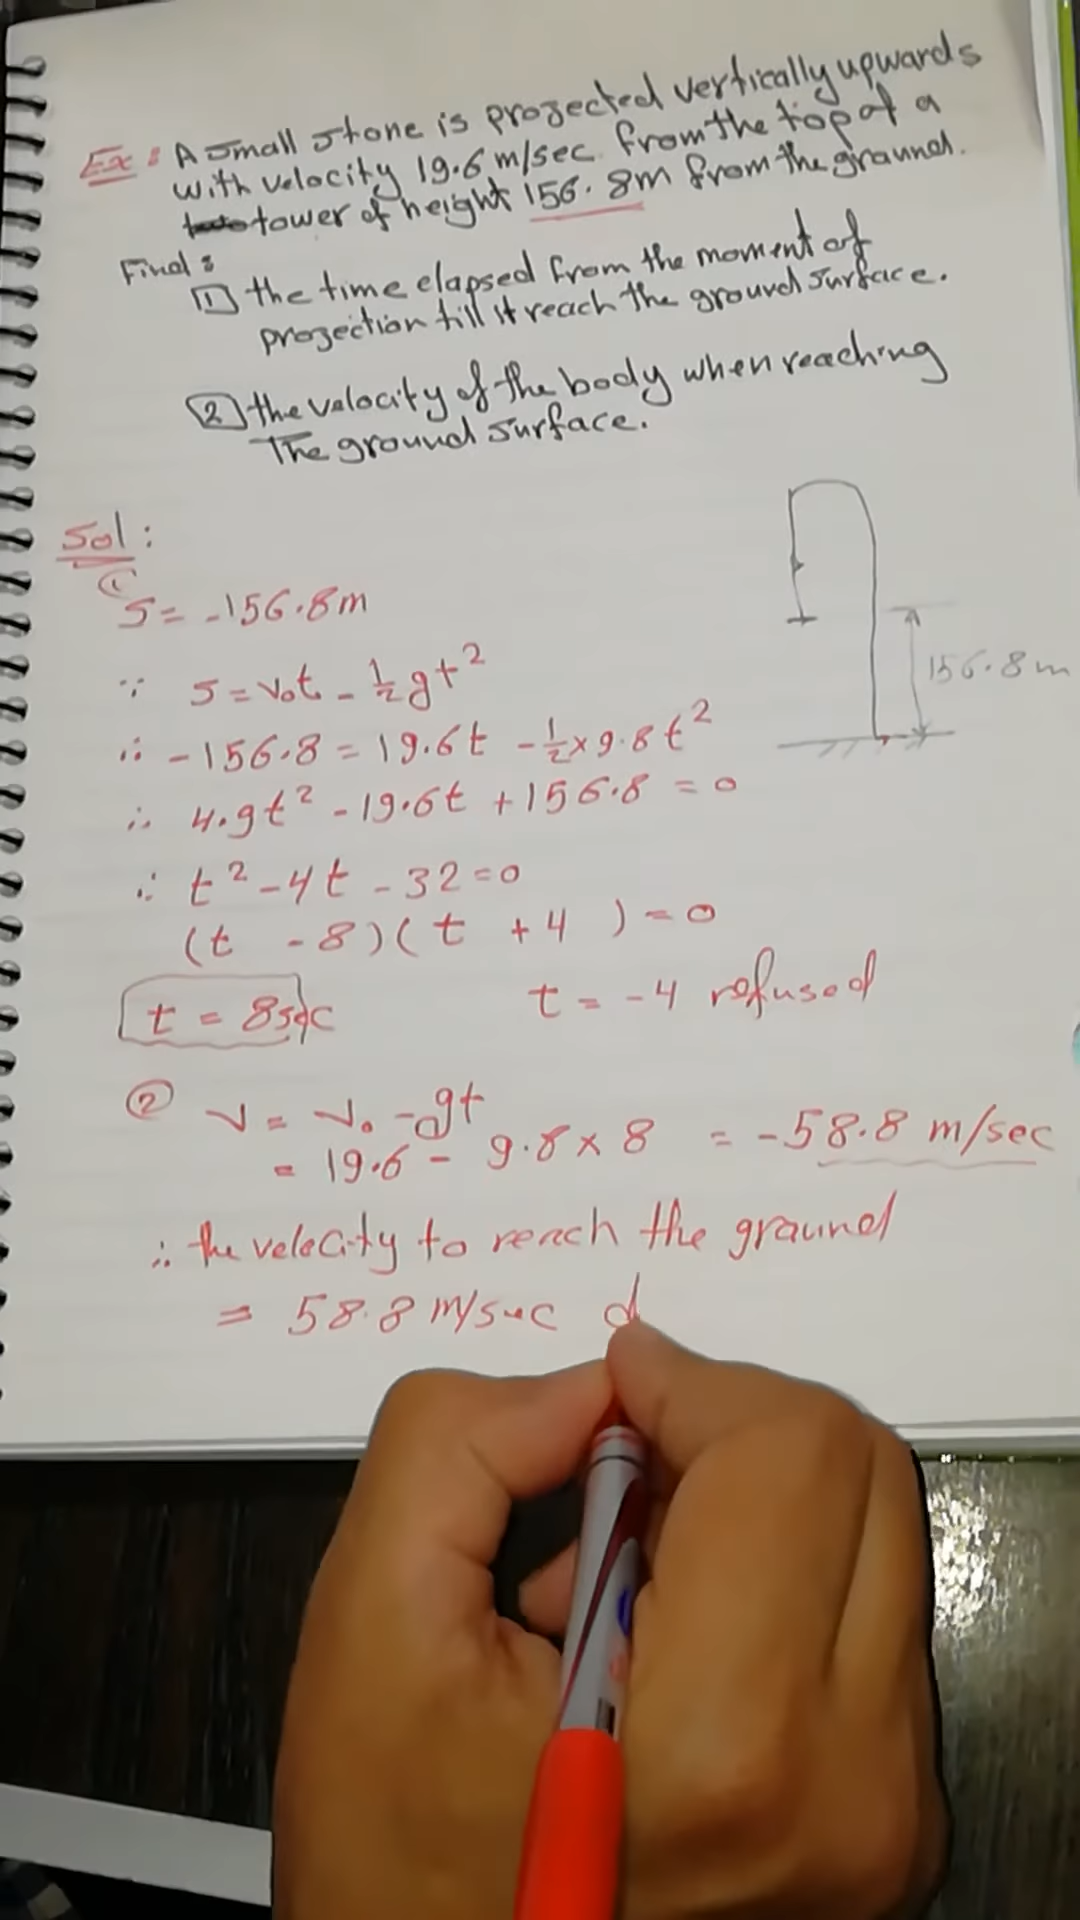 Ex: A small stone is projected vertically upwards
with velocity 19.6 m/sec. from the top of a
tower of height 156.8m from the ground.
Find:
1 the time elapsed from the moment of
projection till it reach the ground surface.
2 the velocity of the body when reaching
The ground surface.
Sol:
1
S = -156.8m
∵ S = v₀t - 1/2 gt²
∴ -156.8 = 19.6t - 1/2 × 9.8t²
∴ 4.9t² - 19.6t + 156.8 = 0
∴ t² - 4t - 32 = 0
(t - 8)(t + 4) = 0
t = 8sec t = -4 refused
156.8 m
2 v = v₀ - gt
= 19.6 - 9.8 × 8 = -58.8 m/sec
∴ the velocity to reach the ground
= 58.8 m/sec d